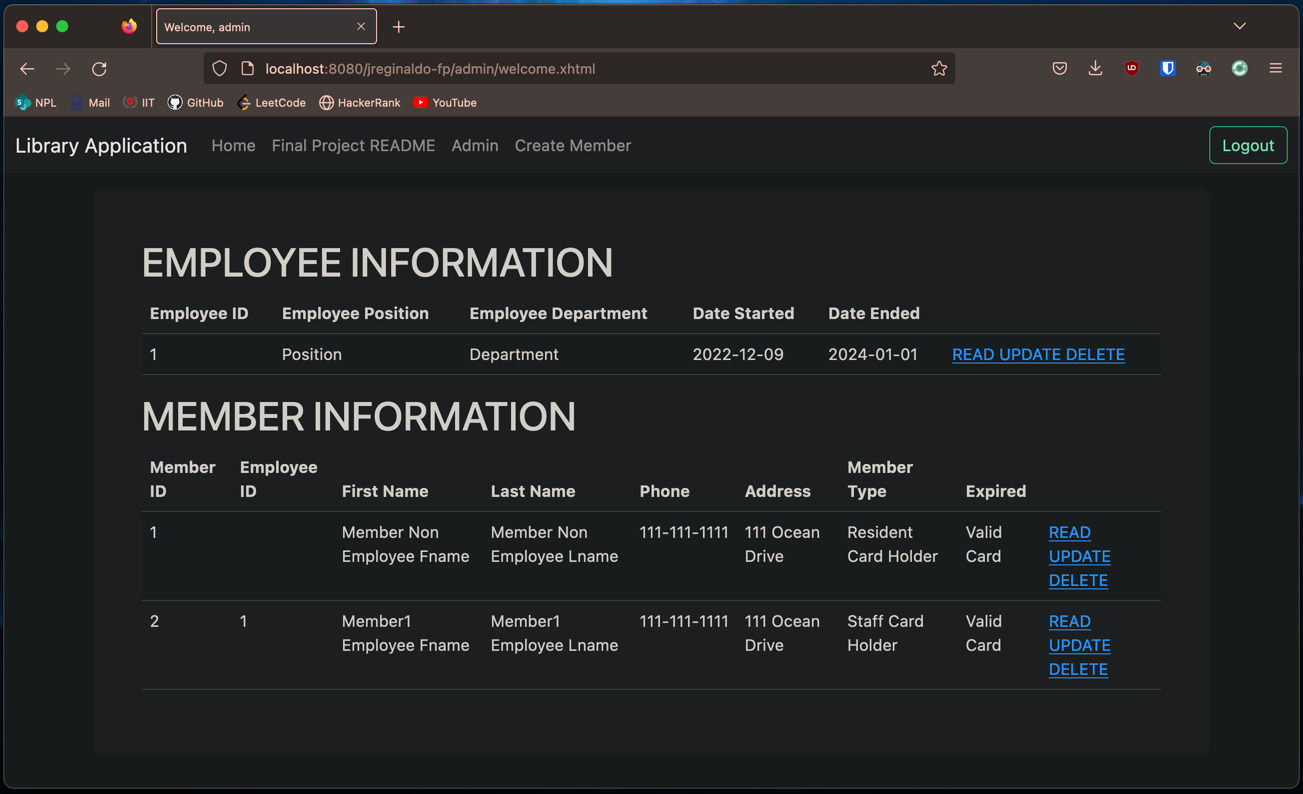 Welcome, admin
localhost:8080/jreginaldo-fp/admin/welcome.xhtml
NPL Mail IIT GitHub LeetCode HackerRank YouTube
Library Application Home Final Project README Admin Create Member Logout
EMPLOYEE INFORMATION
Employee ID Employee Position Employee Department Date Started Date Ended
1 Position Department 2022-12-09 2024-01-01 READ UPDATE DELETE
MEMBER INFORMATION
Member Employee Member
ID ID First Name Last Name Phone Address Type Expired
1 Member Non Member Non 111-111-1111 111 Ocean Resident Valid READ
Employee Fname Employee Lname Drive Card Holder Card UPDATE
DELETE
2 1 Member1 Member1 111-111-1111 111 Ocean Staff Card Valid READ
Employee Fname Employee Lname Drive Holder Card UPDATE
DELETE